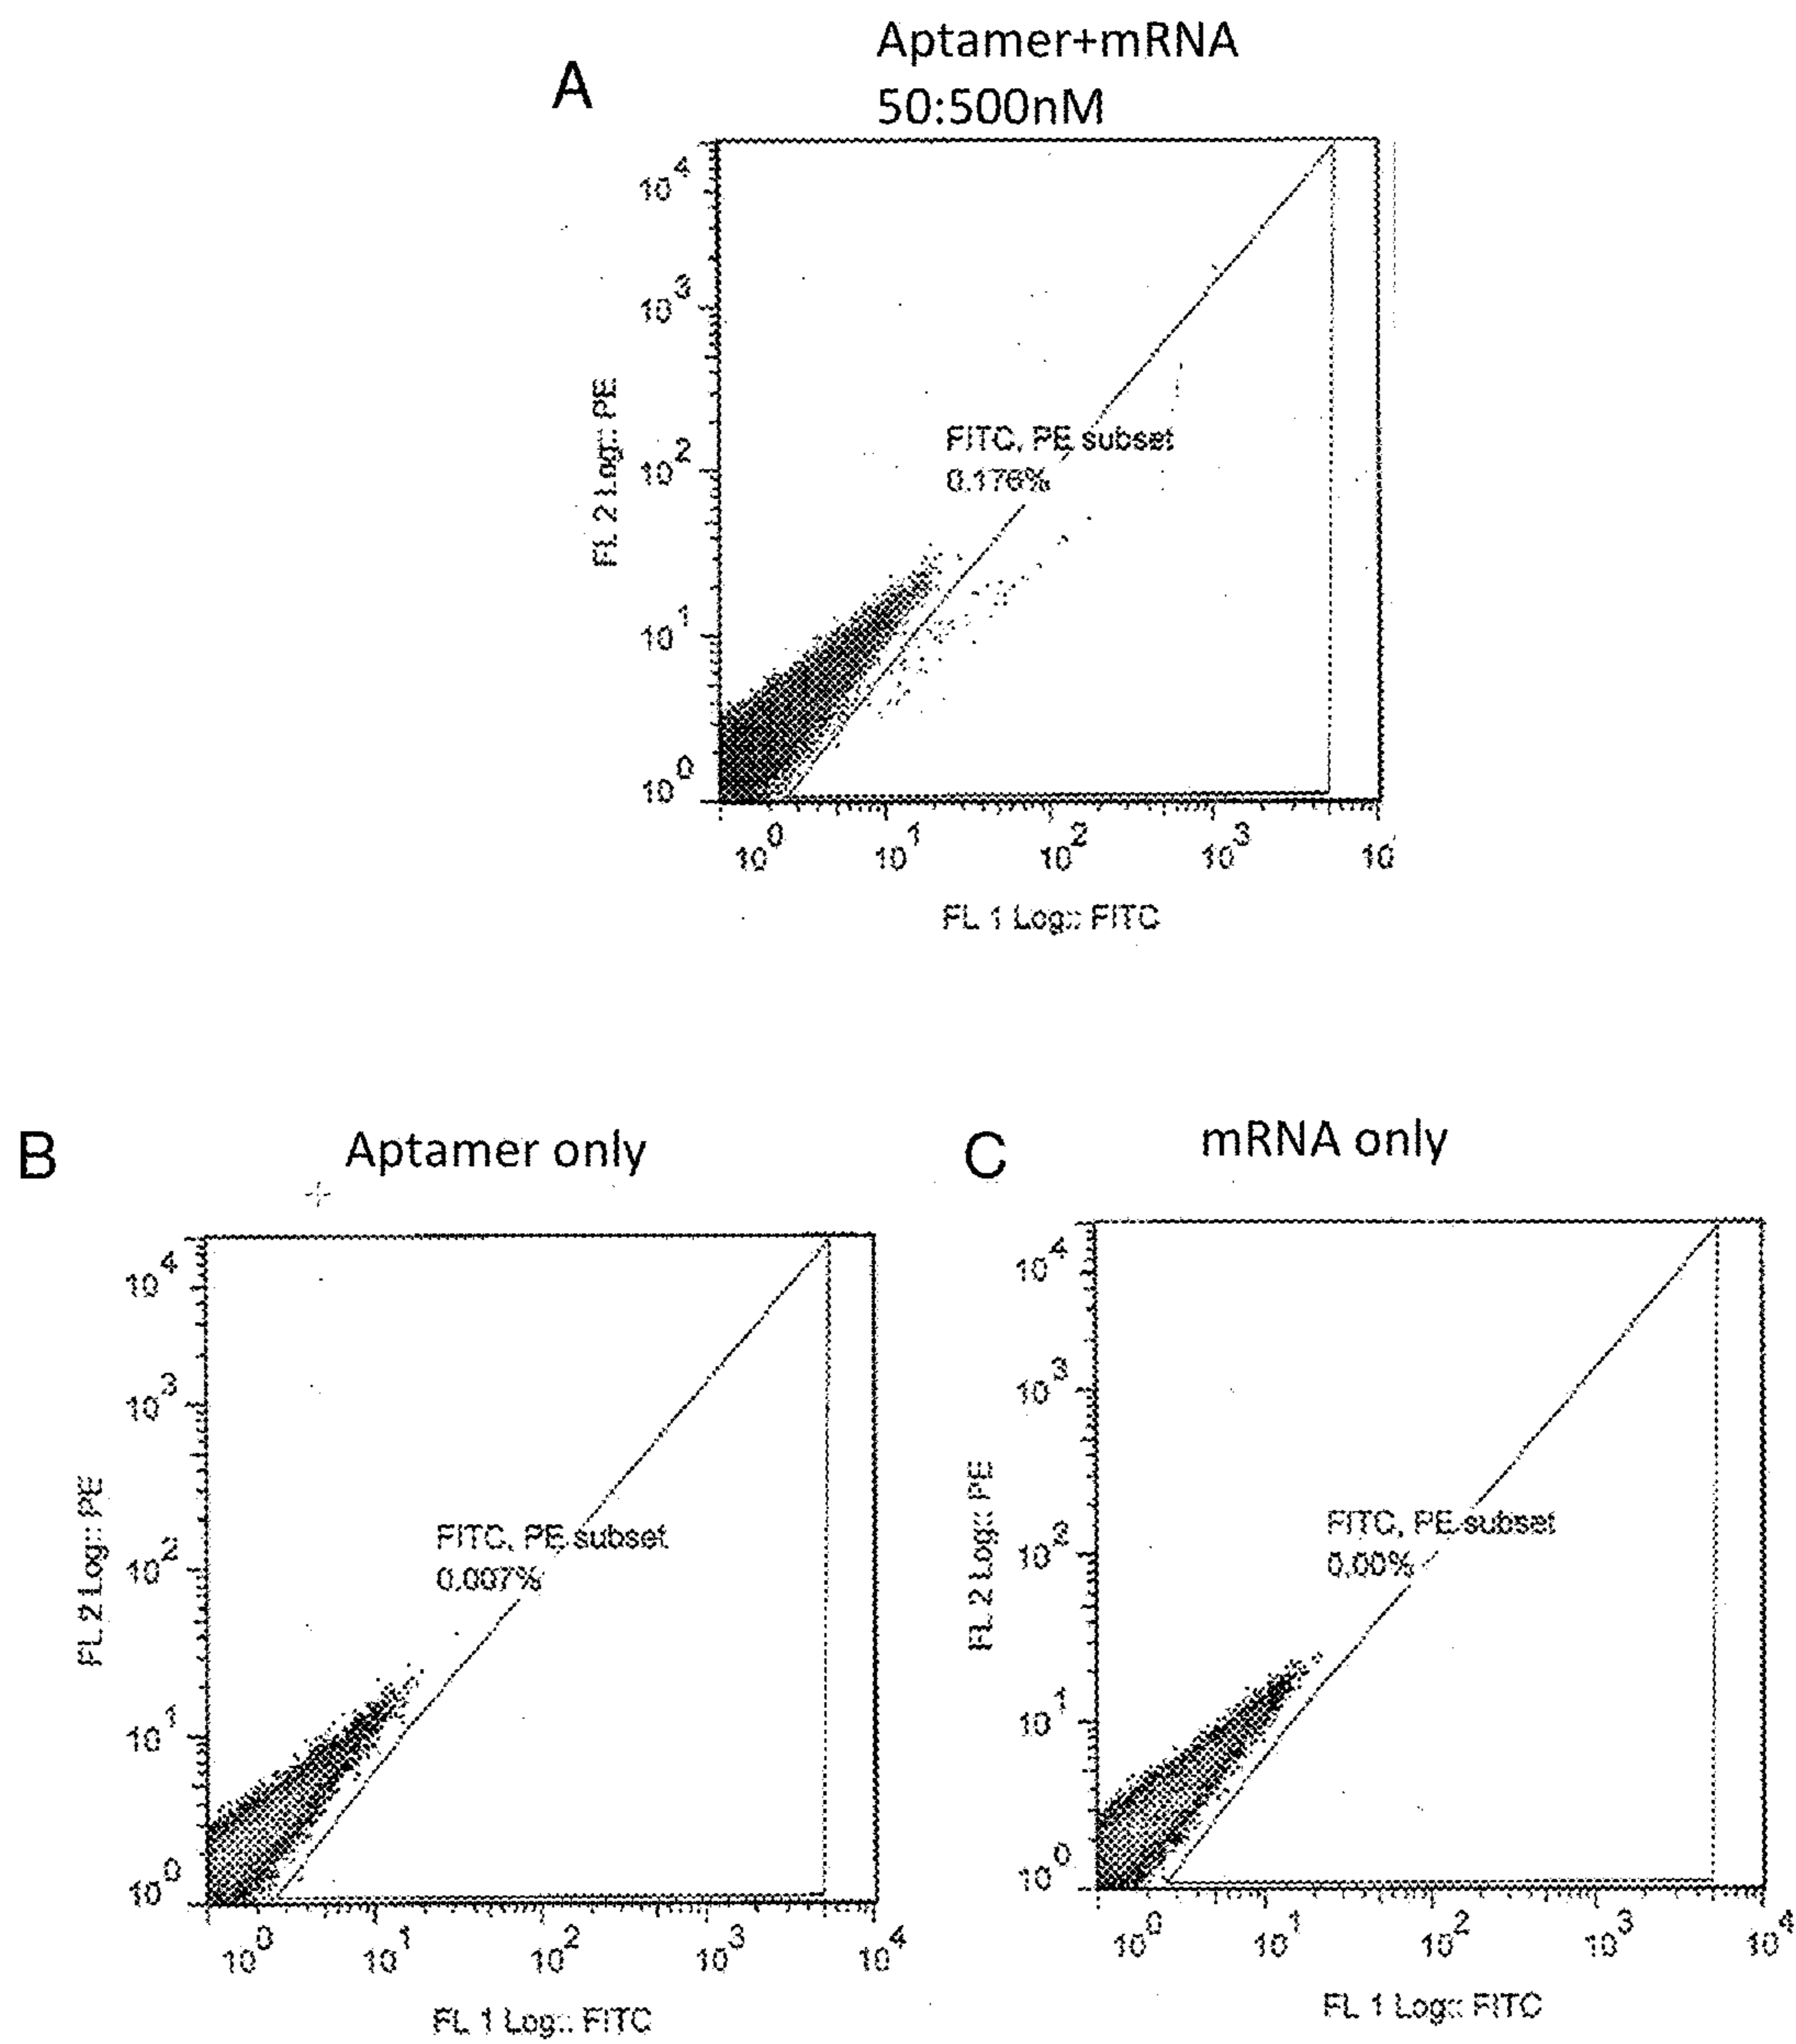 A
Aptamer+mRNA
50:500nM
10^4
10^3
10^2
10^1
10^0
FL 2 Log:: PE
FITC, PE subset
0.176%
10^0 10^1 10^2 10^3 10
FL 1 Log:: FITC
B
Aptamer only
10^4
10^3
10^2
10^1
10^0
FL 2 Log:: PE
FITC, PE subset
0.007%
10^0 10^1 10^2 10^3 10^4
FL 1 Log:: FITC
C
mRNA only
10^4
10^3
10^2
10^1
10^0
FL 2 Log:: PE
FITC, PE subset
0.00%
10^0 10^1 10^2 10^3 10^4
FL 1 Log:: FITC